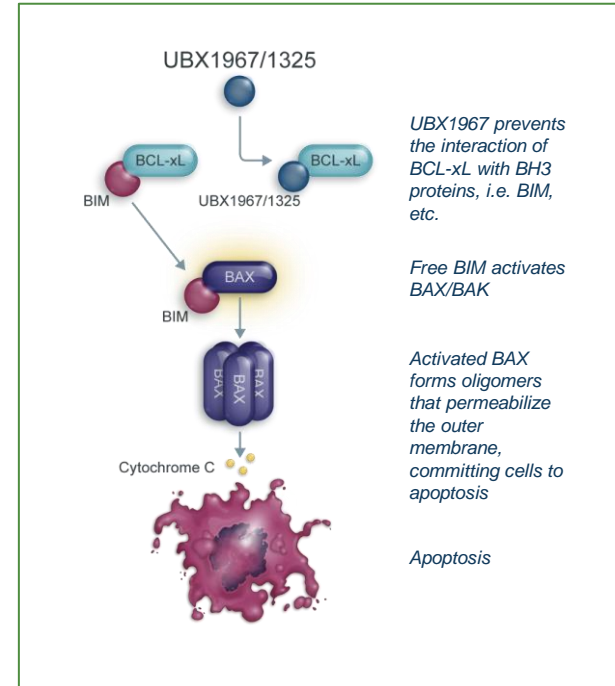 UBX1967/1325
BCL-xL
BIM
BCL-xL
UBX1967/1325
UBX1967 prevents
the interaction of
BCL-xL with BH3
proteins, i.e. BIM,
etc.
BAX
BIM
Free BIM activates
BAX/BAK
BAX
BAX
BAX
Activated BAX
forms oligomers
that permeabilize
the outer
membrane,
committing cells to
apoptosis
Cytochrome C
Apoptosis